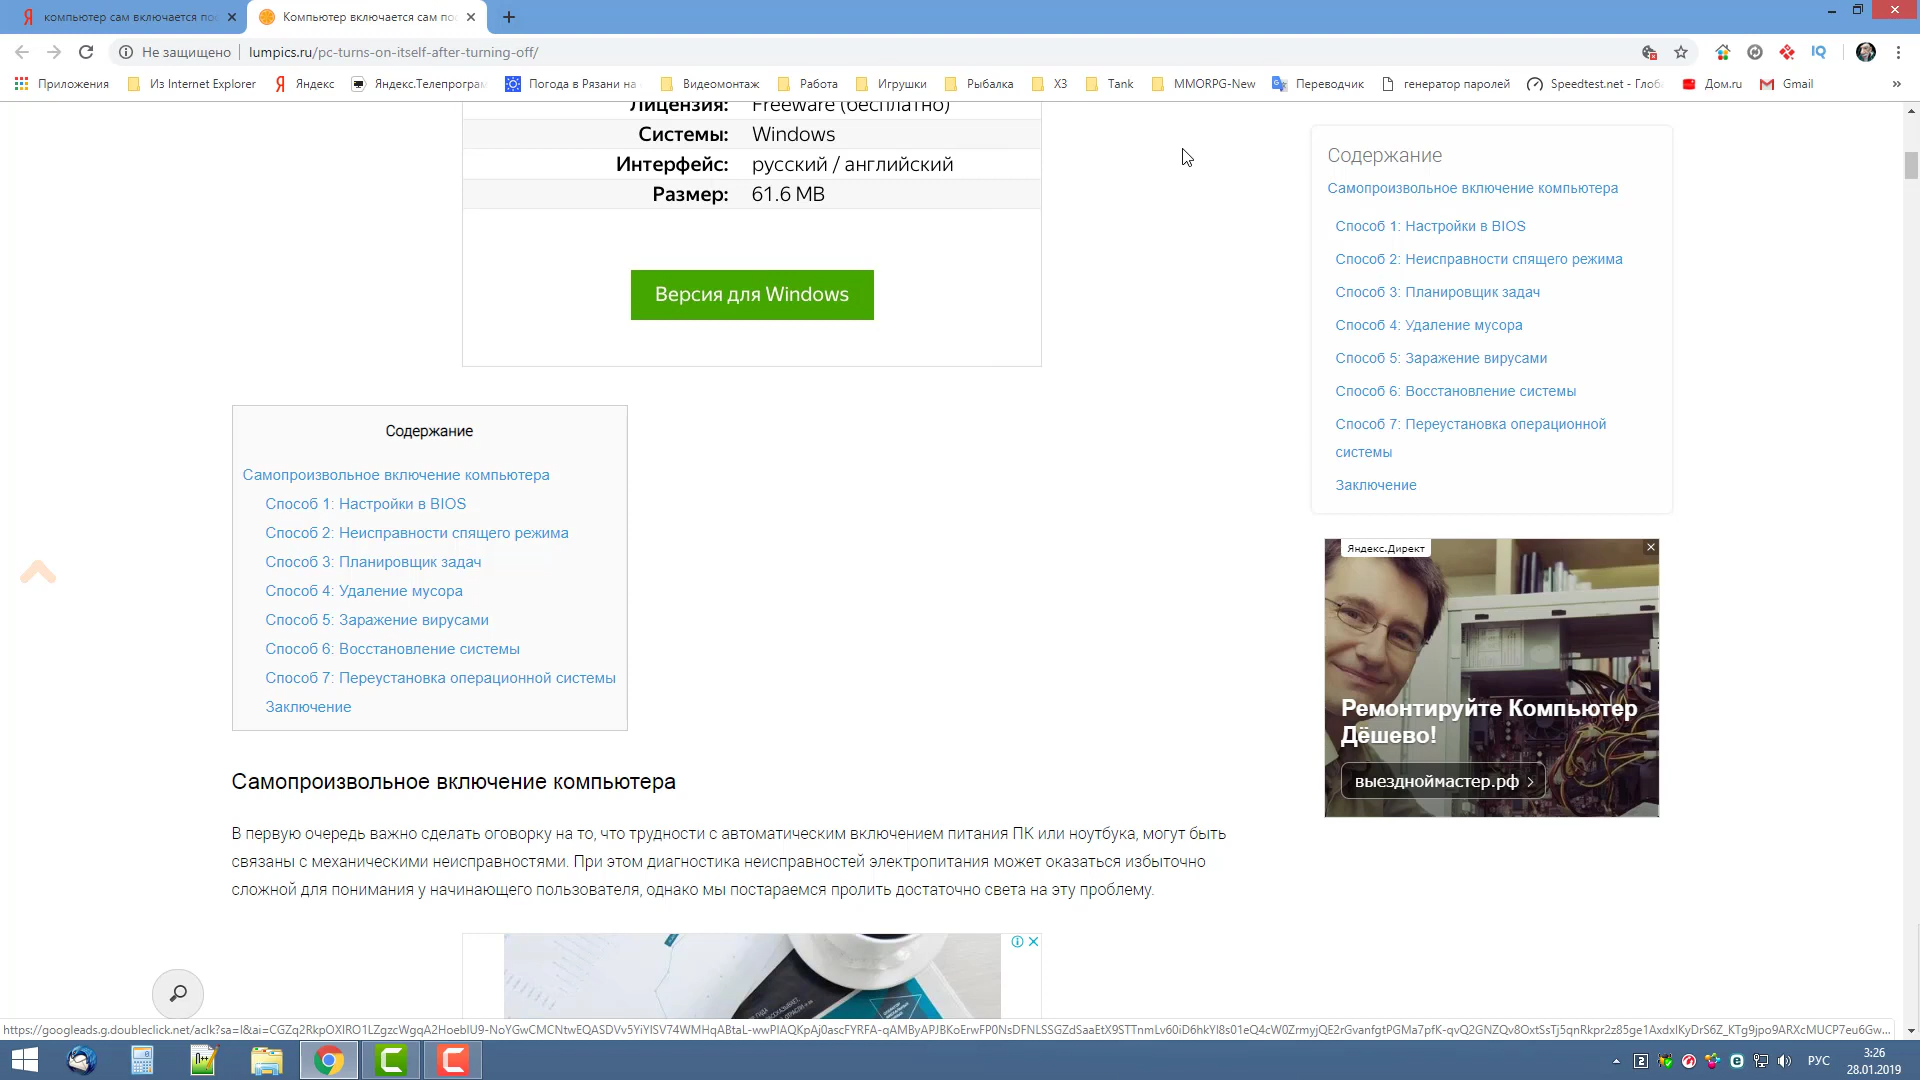 компьютер сам включается пос
Компьютер включается сам пос
Не защищено
lumpics.ru/pc-turns-on-itself-after-turning-off/
Приложения
Из Internet Explorer
Яндекс
Яндекс.Телепрограм
Погода в Рязани на
Видеомонтаж
Работа
Игрушки
Рыбалка
ХЗ
Tank
MMORPG-New
Переводчик
генератор паролей
Speedtest.net - Глоба
Дом.ru
Gmail
Лицензия: Freeware (бесплатно)
Системы: Windows
Интерфейс: русский / английский
Размер: 61.6 MB
Версия для Windows
Содержание
Самопроизвольное включение компьютера
Способ 1: Настройки в BIOS
Способ 2: Неисправности спящего режима
Способ 3: Планировщик задач
Способ 4: Удаление мусора
Способ 5: Заражение вирусами
Способ 6: Восстановление системы
Способ 7: Переустановка операционной системы
Заключение
Самопроизвольное включение компьютера
В первую очередь важно сделать оговорку на то, что трудности с автоматическим включением питания ПК или ноутбука, могут быть
связаны с механическими неисправностями. При этом диагностика неисправностей электропитания может оказаться избыточно
сложной для понимания у начинающего пользователя, однако мы постараемся пролить достаточно света на эту проблему.
Содержание
Самопроизвольное включение компьютера
Способ 1: Настройки в BIOS
Способ 2: Неисправности спящего режима
Способ 3: Планировщик задач
Способ 4: Удаление мусора
Способ 5: Заражение вирусами
Способ 6: Восстановление системы
Способ 7: Переустановка операционной
системы
Заключение
Яндекс.Директ
Ремонтируйте Компьютер
Дёшево!
выездноймастер.рф
РУС
3:26
28.01.2019